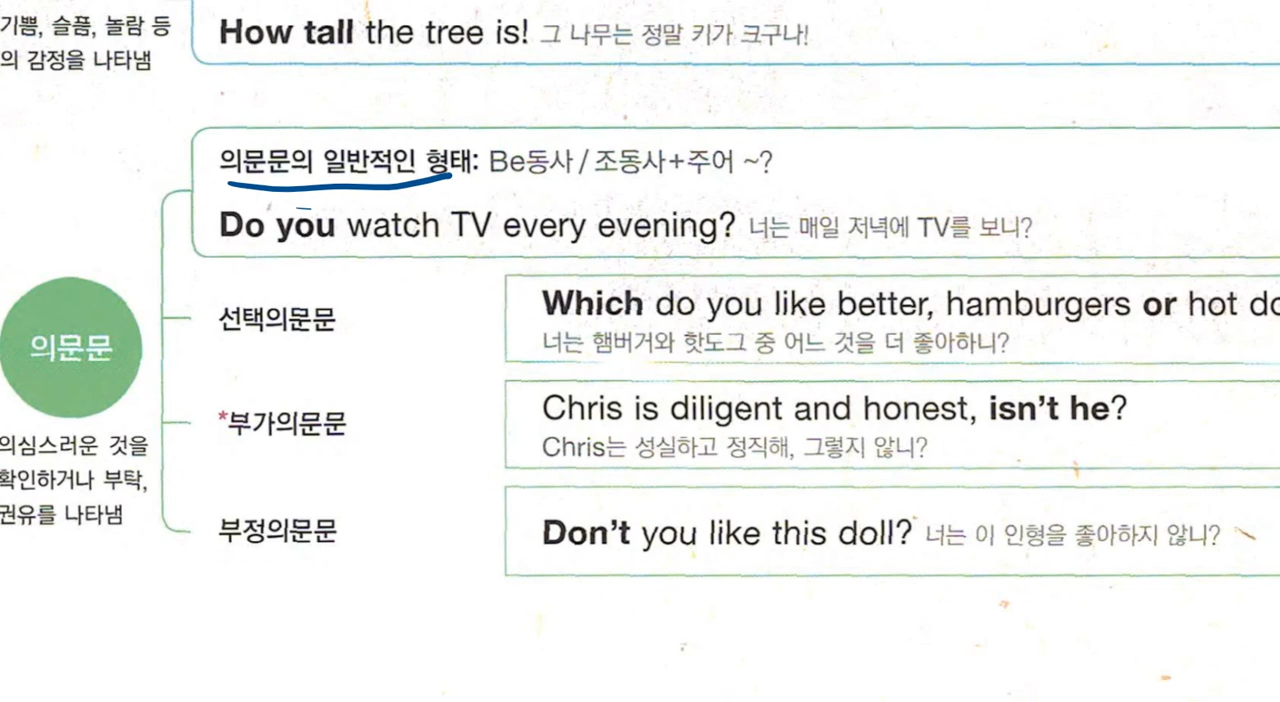 기쁨, 슬픔, 놀람 등
의 감정을 나타냄
How tall the tree is! 그 나무는 정말 키가 크구나!
의문문의 일반적인 형태: Be동사 / 조동사+주어 ~?
Do you watch TV every evening? 너는 매일 저녁에 TV를 보니?
의문문
의심스러운 것을
확인하거나 부탁,
권유를 나타냄
선택의문문
Which do you like better, hamburgers or hot do
너는 햄버거와 핫도그 중 어느 것을 더 좋아하니?
*부가의문문
Chris is diligent and honest, isn't he?
Chris는 성실하고 정직해, 그렇지 않니?
부정의문문
Don't you like this doll? 너는 이 인형을 좋아하지 않니?